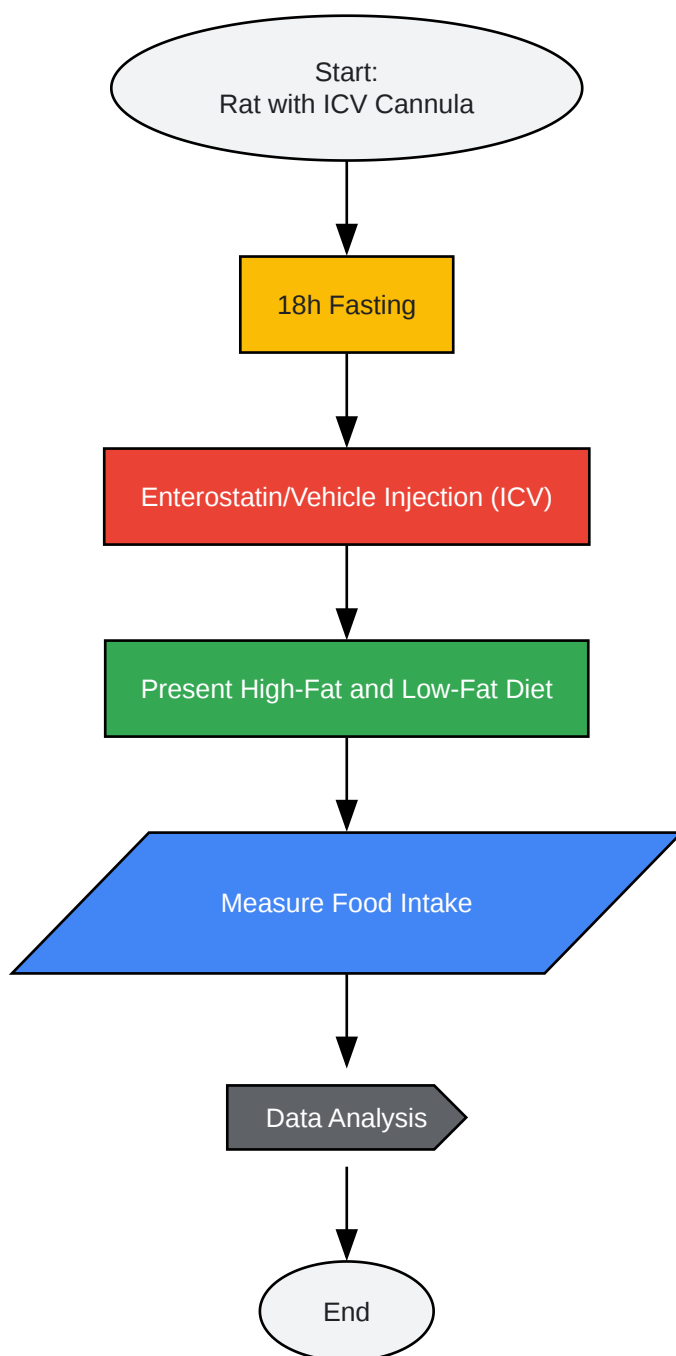 Start:
Rat with ICV Cannula
18h Fasting
Enterostatin/Vehicle Injection (ICV)
Present High-Fat and Low-Fat Diet
Measure Food Intake
Data Analysis
End